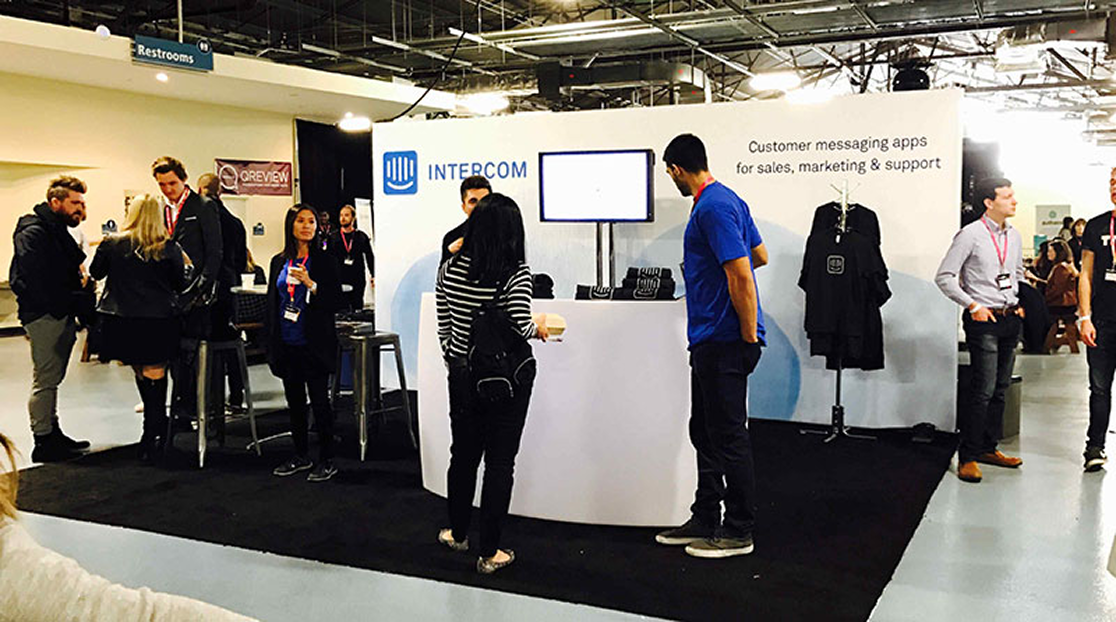 Restrooms
QREVIEW
INTERCOM
Customer messaging apps
for sales, marketing & support